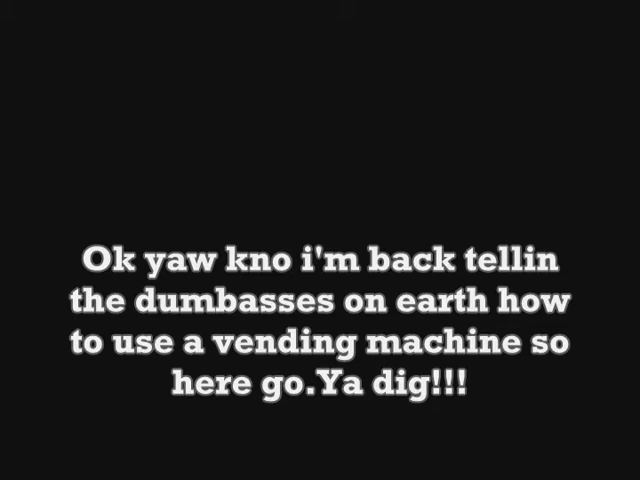 Ok yaw kno i'm back tellin
the dumbasses on earth how
to use a vending machine so
here go.Ya dig!!!